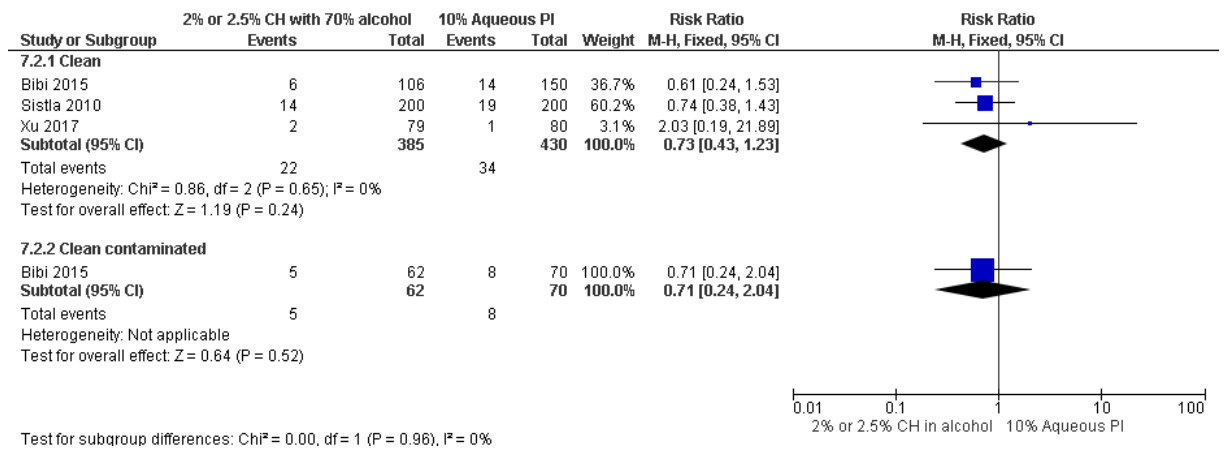 2% or 2.5% CH with 70% alcohol 10% Aqueous PI Risk Ratio Risk Ratio
Study or Subgroup Events Total Events Total Weight M-H, Fixed, 95% CI M-H, Fixed, 95% CI
7.2.1 Clean
Bibi 2015 6 106 14 150 36.7% 0.61 [0.24, 1.53]
Sistla 2010 14 200 19 200 60.2% 0.74 [0.38, 1.43]
Xu 2017 2 79 1 80 3.1% 2.03 [0.19, 21.89]
Subtotal (95% CI) 385 430 100.0% 0.73 [0.43, 1.23]
Total events 22 34
Heterogeneity: Chi² = 0.86, df = 2 (P = 0.65); I² = 0%
Test for overall effect: Z = 1.19 (P = 0.24)
7.2.2 Clean contaminated
Bibi 2015 5 62 8 70 100.0% 0.71 [0.24, 2.04]
Subtotal (95% CI) 62 70 100.0% 0.71 [0.24, 2.04]
Total events 5 8
Heterogeneity: Not applicable
Test for overall effect: Z = 0.64 (P = 0.52)
0.01 0.1 1 10 100
2% or 2.5% CH in alcohol 10% Aqueous PI
Test for subgroup differences: Chi² = 0.00, df = 1 (P = 0.96), I² = 0%